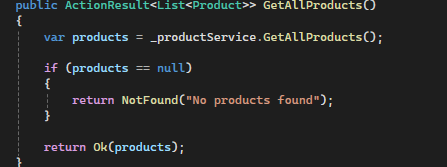 public ActionResult<List<Product>> GetAllProducts()
{
var products = _productService.GetAllProducts();
if (products == null)
{
return NotFound("No products found");
}
return Ok(products);
}